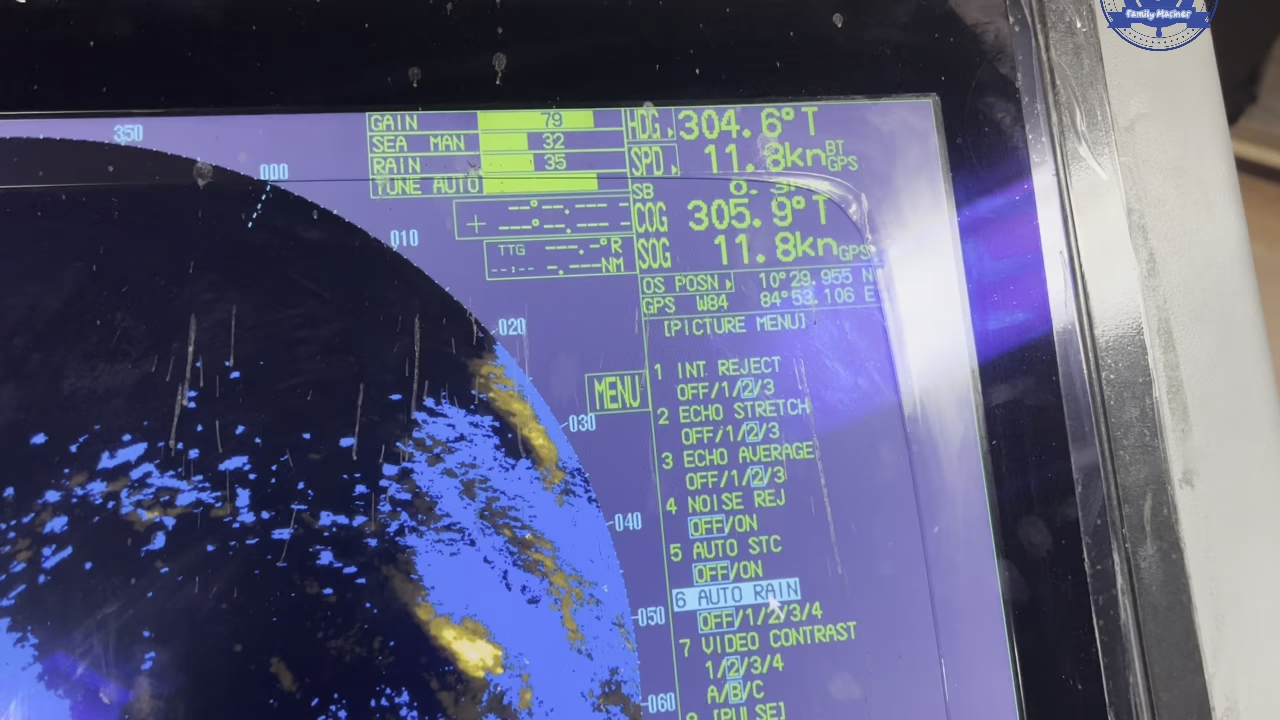 Family Mariner
GAIN 79
SEA MAN 32
RAIN 35
TUNE AUTO
HDG 304.6°T
SPD 11.8kn BT GPS
SB
COG 305.9°T
SOG 11.8kn GPS
+ --°--.---
---°--.---
TTG ---.-°R
--:-- -.---NM
OS POSN 10°29.955 N
GPS W84 84°53.106 E
[PICTURE MENU]
MENU
1 INT REJECT
OFF/1/2/3
2 ECHO STRETCH
OFF/1/2/3
3 ECHO AVERAGE
OFF/1/2/3
4 NOISE REJ
OFF/ON
5 AUTO STC
OFF/ON
6 AUTO RAIN
OFF/1/2/3/4
7 VIDEO CONTRAST
1/2/3/4
A/B/C
8 [PULSE]
350
000
010
020
030
040
050
060